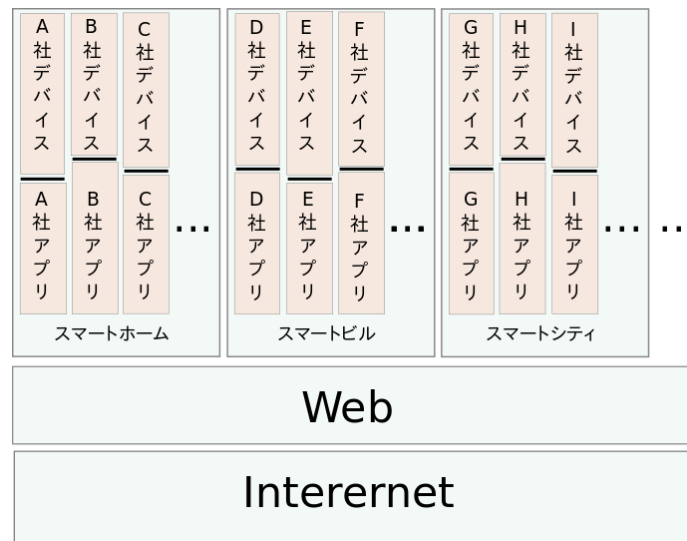 A社デバイス
B社デバイス
C社デバイス
A社アプリ
B社アプリ
C社アプリ
...
スマートホーム
D社デバイス
E社デバイス
F社デバイス
D社アプリ
E社アプリ
F社アプリ
...
スマートビル
G社デバイス
H社デバイス
I社デバイス
G社アプリ
H社アプリ
I社アプリ
...
スマートシティ
..
Web
Interernet